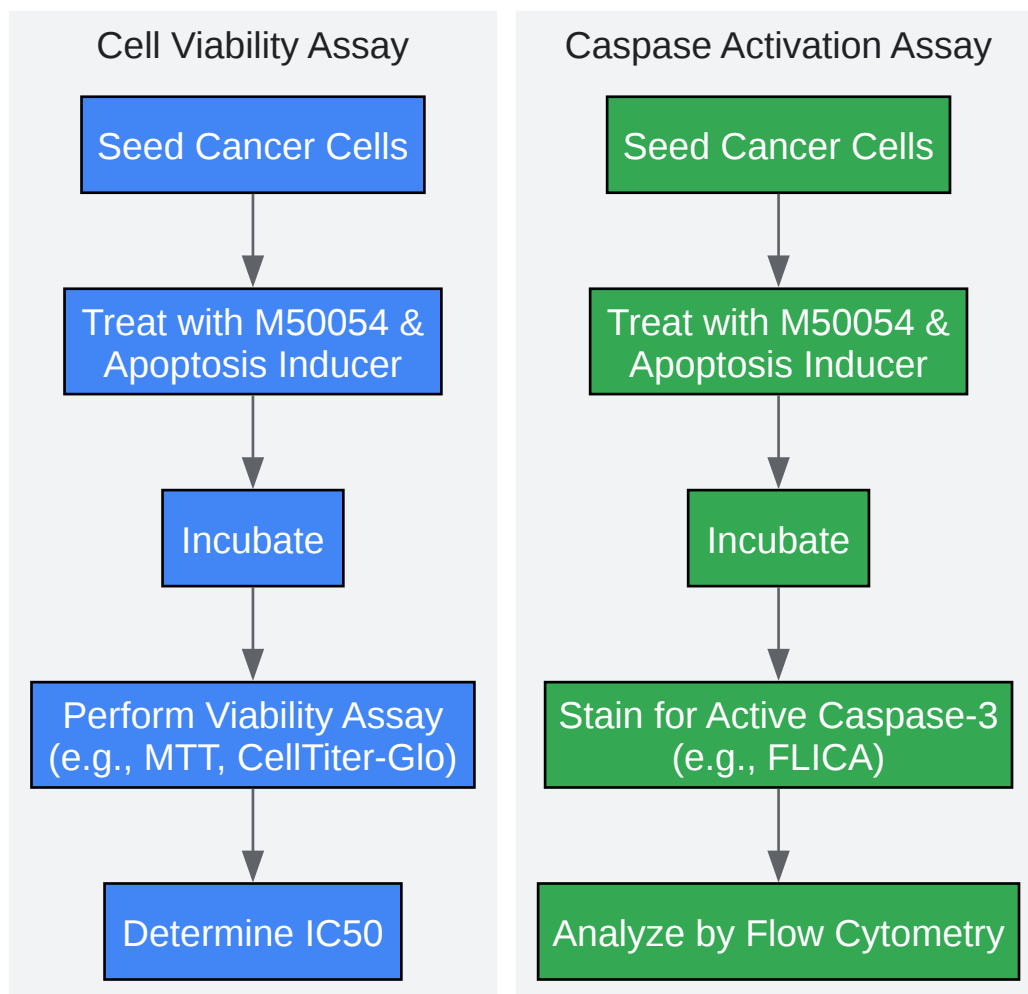 Cell Viability Assay
Seed Cancer Cells
Treat with M50054 &
Apoptosis Inducer
Incubate
Perform Viability Assay
(e.g., MTT, CellTiter-Glo)
Determine IC50
Caspase Activation Assay
Seed Cancer Cells
Treat with M50054 &
Apoptosis Inducer
Incubate
Stain for Active Caspase-3
(e.g., FLICA)
Analyze by Flow Cytometry